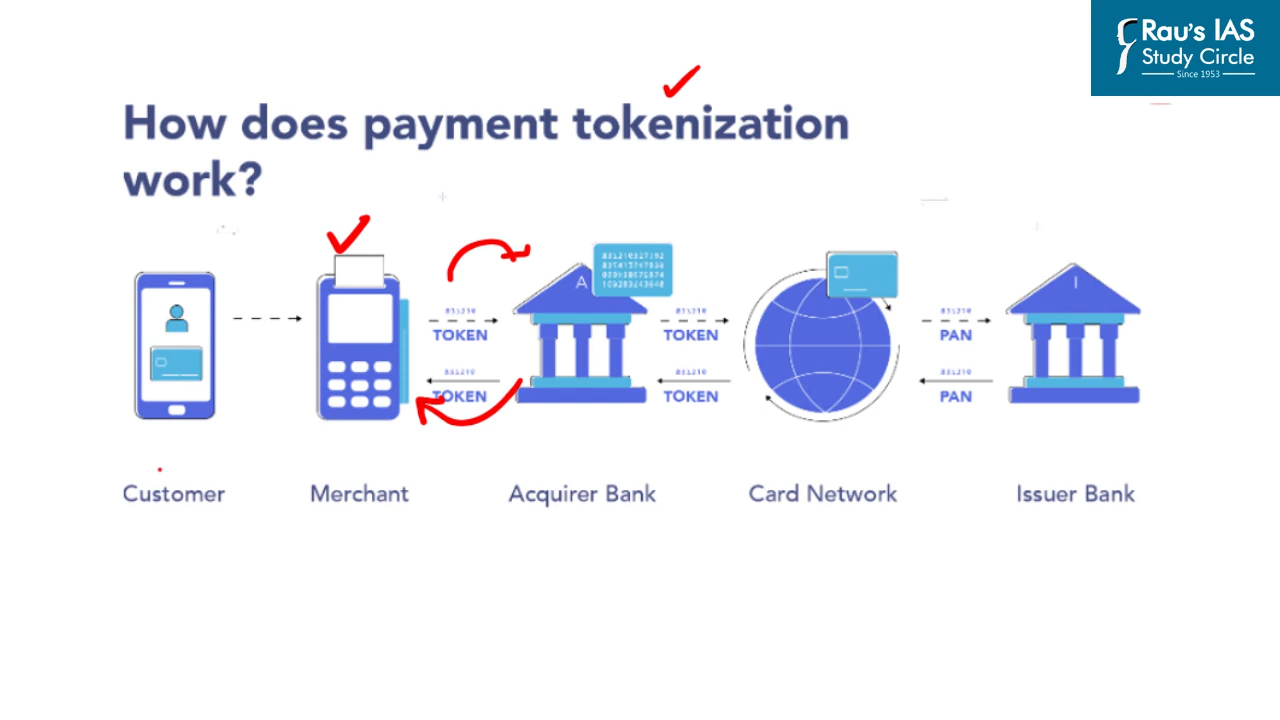 Rau's IAS
Study Circle
Since 1953
How does payment tokenization
work?
A
I
TOKEN
TOKEN
PAN
TOKEN
TOKEN
PAN
Customer
Merchant
Acquirer Bank
Card Network
Issuer Bank